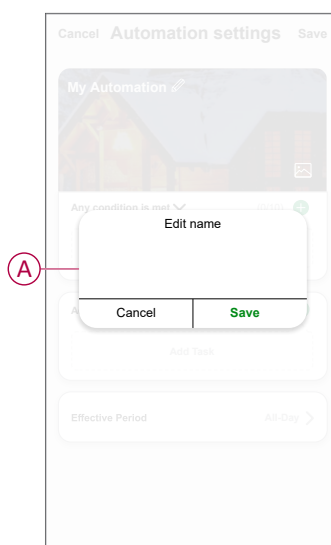 Cancel Automation settings Save
My Automation
Any condition is met
Edit name
A
Cancel Save
Add Task
Effective Period All-Day